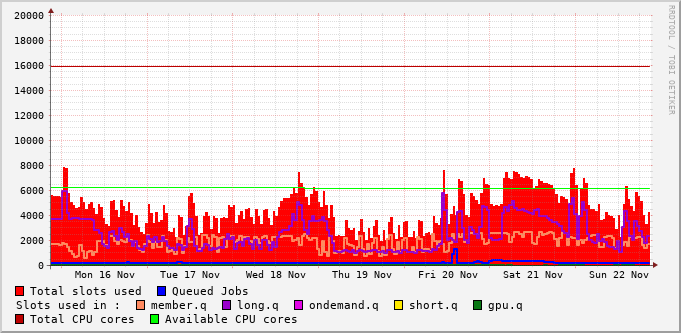 20000
18000
16000
14000
12000
10000
8000
6000
4000
2000
0
Mon 16 Nov Tue 17 Nov Wed 18 Nov Thu 19 Nov Fri 20 Nov Sat 21 Nov Sun 22 Nov
Total slots used Queued Jobs
Slots used in : member.q long.q ondemand.q short.q gpu.q
Total CPU cores Available CPU cores
RRDTOOL / TOBI OETIKER